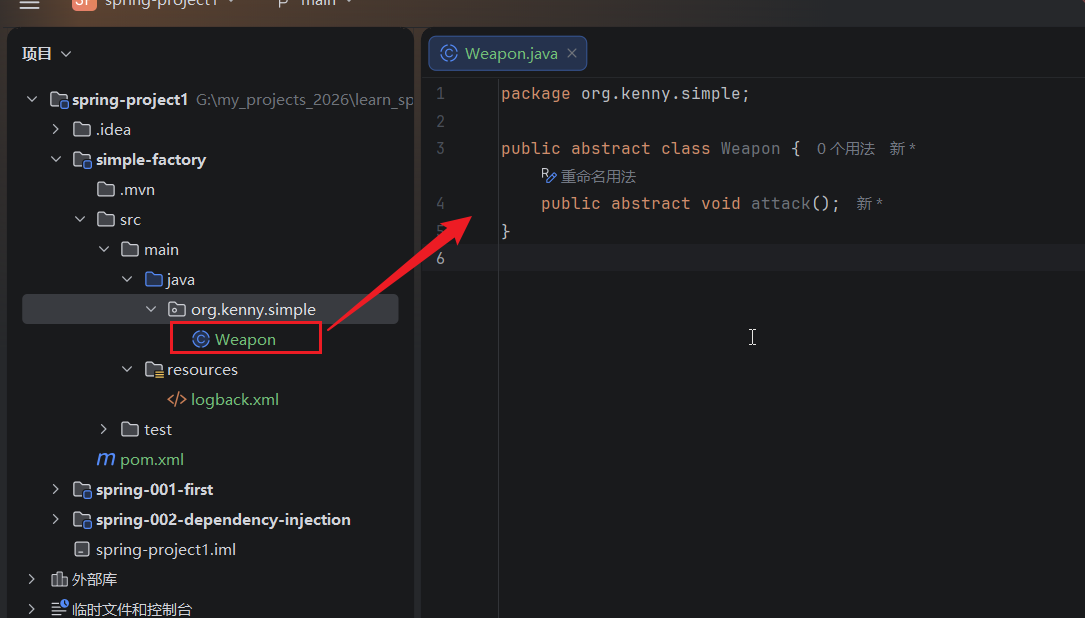 SP spring-project1 main
项目
spring-project1 G:\my_projects_2026\learn_sp
.idea
simple-factory
.mvn
src
main
java
org.kenny.simple
Weapon
resources
logback.xml
test
pom.xml
spring-001-first
spring-002-dependency-injection
spring-project1.iml
外部库
临时文件和控制台
Weapon.java
1 package org.kenny.simple;
2
3 public abstract class Weapon { 0 个用法 新 *
重命名用法
4 public abstract void attack(); 新 *
5 }
6